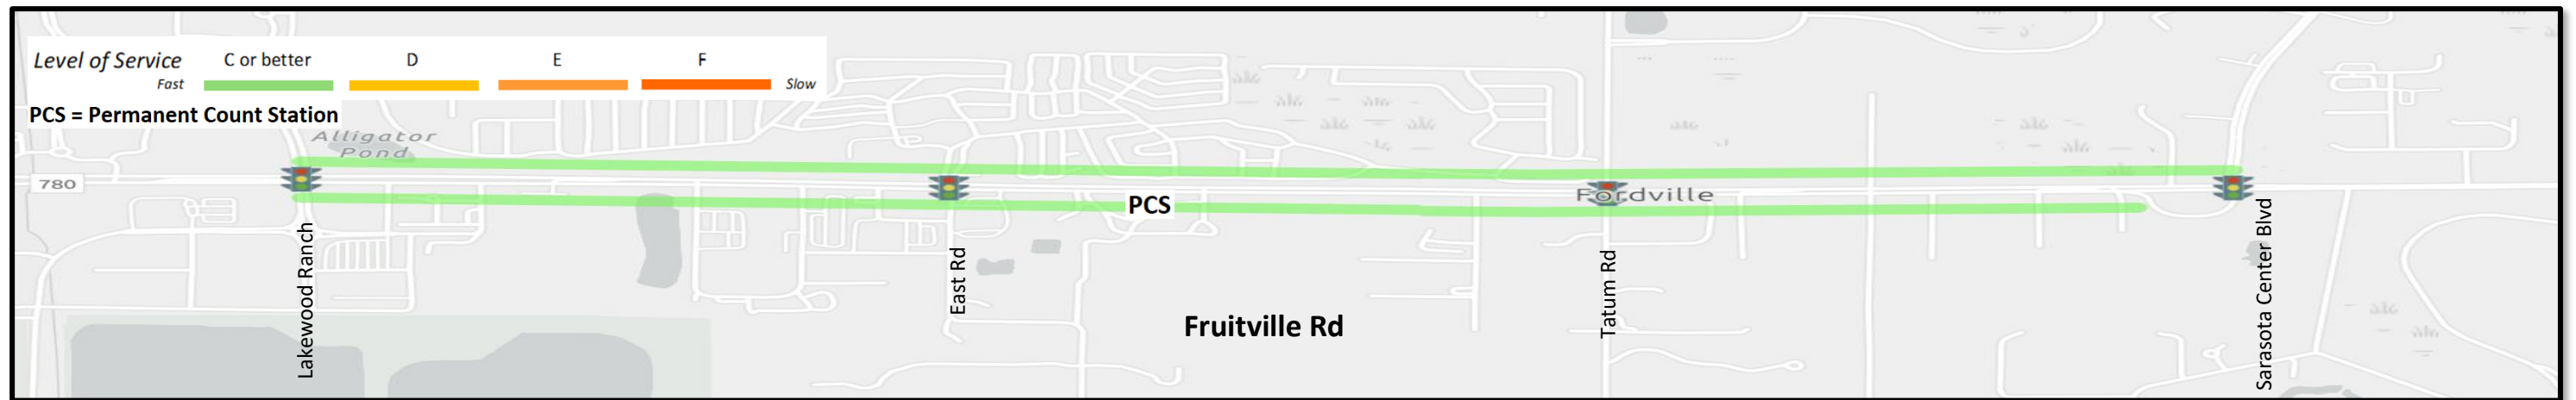 Level of Service C or better D E F
Fast Slow
PCS = Permanent Count Station
Alligator
Pond
780
PCS
Fordville
Lakewood Ranch
East Rd
Tatum Rd
Sarasota Center Blvd
Fruitville Rd